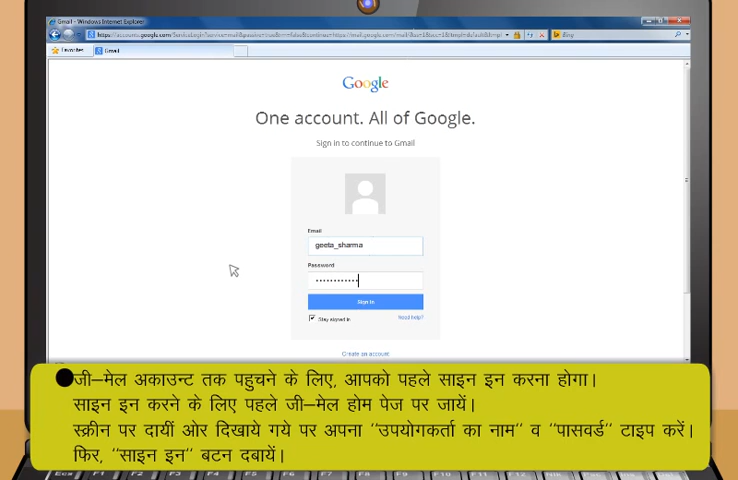 Gmail - Windows Internet Explorer
Bing
Favorites
Gmail
Google
One account. All of Google.
Sign in to continue to Gmail
Email
geeta_sharma
Password
Sign in
Stay signed in
Need help?
Create an account
जी–मेल अकाउन्ट तक पहुचने के लिए, आपको पहले साइन इन करना होगा।
साइन इन करने के लिए पहले जी–मेल होम पेज पर जायें।
स्क्रीन पर दायीं ओर दिखाये गये पर अपना “उपयोगकर्ता का नाम” व “पासवर्ड” टाइप करें।
फिर, “साइन इन” बटन दबायें।